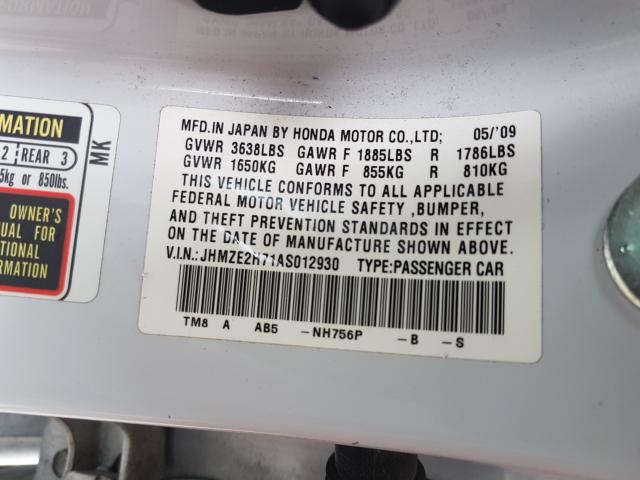 MFD.IN JAPAN BY HONDA MOTOR CO.,LTD; 05/'09
GVWR 3638LBS GAWR F 1885LBS R 1786LBS
GVWR 1650KG GAWR F 855KG R 810KG
THIS VEHICLE CONFORMS TO ALL APPLICABLE
FEDERAL MOTOR VEHICLE SAFETY ,BUMPER,
AND THEFT PREVENTION STANDARDS IN EFFECT
ON THE DATE OF MANUFACTURE SHOWN ABOVE.
V.I.N.: JHMZE2H71AS012930 TYPE:PASSENGER CAR
TM8 A AB5 -NH756P -B -S
MATION
2 REAR 3
5kg or 850lbs.
OWNER'S
UAL FOR
TIONAL
RMATION
MK